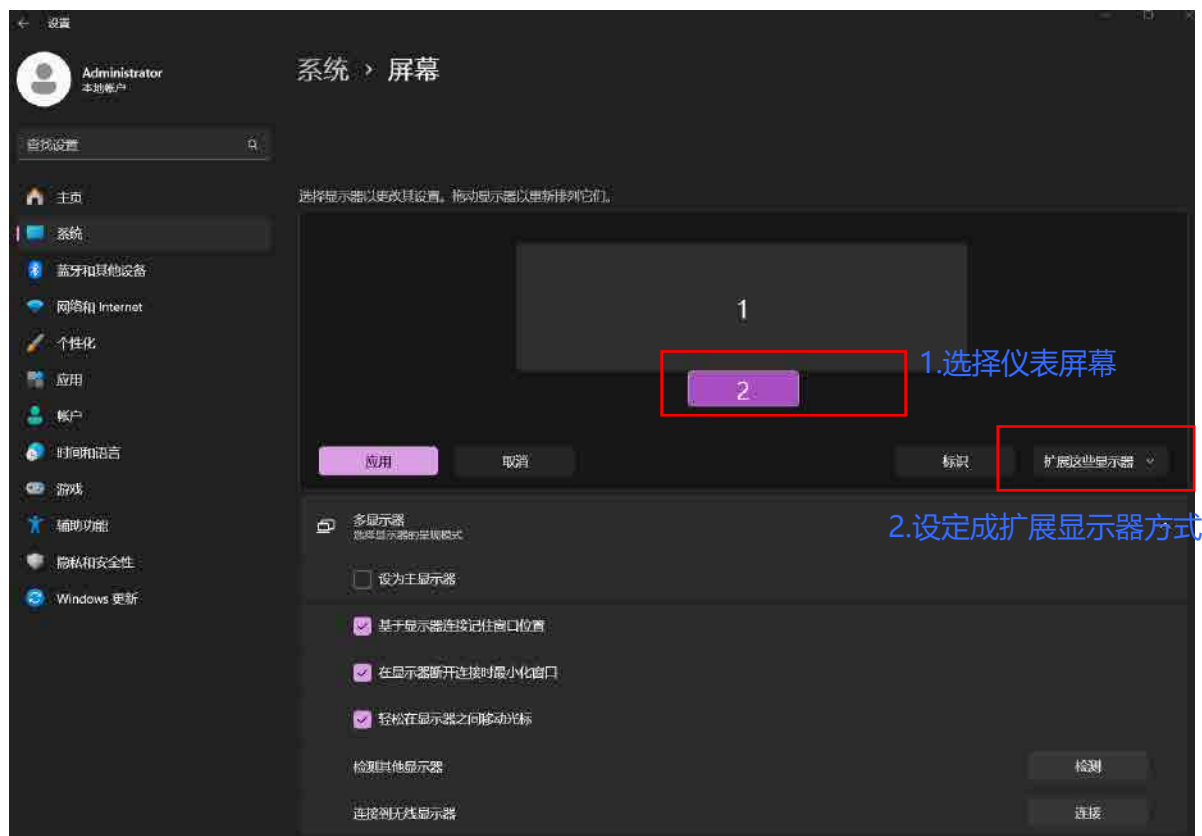 设置
Administrator
本地帐户
系统 › 屏幕
查找设置
主页
系统
蓝牙和其他设备
网络和 Internet
个性化
应用
帐户
时间和语言
游戏
辅助功能
隐私和安全性
Windows 更新
选择显示器以更改其设置。拖动显示器以重新排列它们。
1
1.选择仪表屏幕
2
应用
取消
标识
扩展这些显示器
2.设定成扩展显示器方式
多显示器
选择显示器的呈现模式
设为主显示器
基于显示器连接记住窗口位置
在显示器断开连接时最小化窗口
轻松在显示器之间移动光标
检测其他显示器
检测
连接到无线显示器
连接